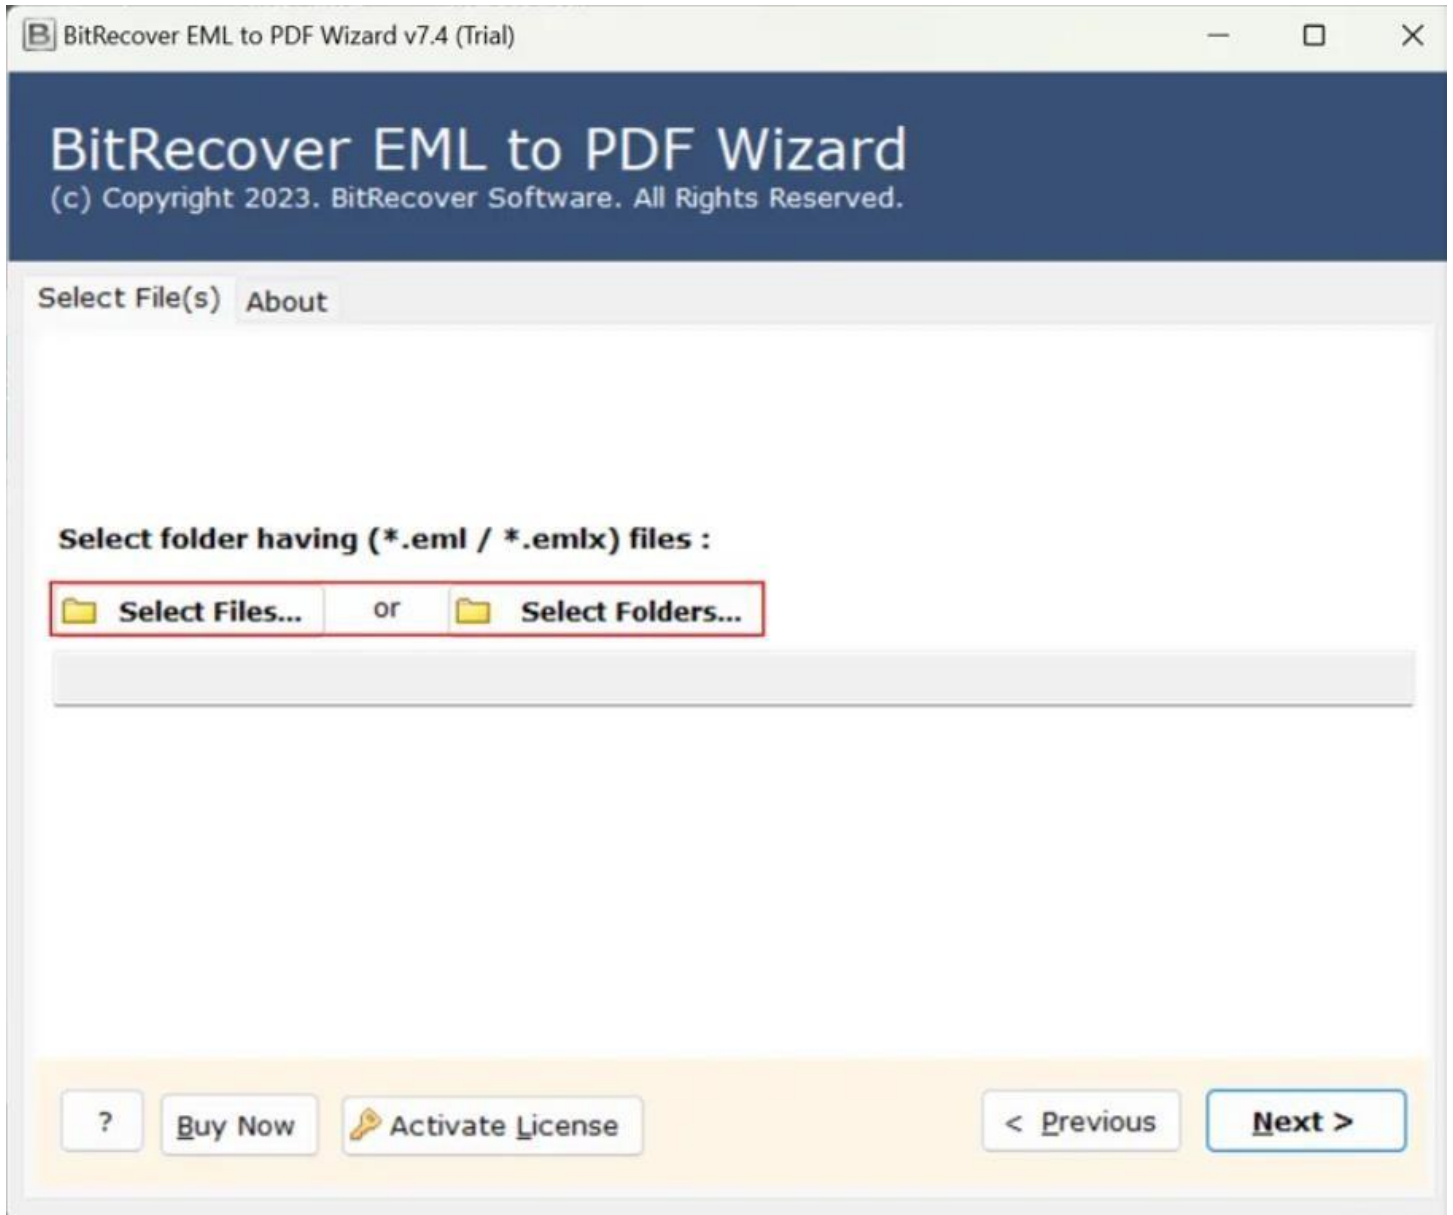 BitRecover EML to PDF Wizard v7.4 (Trial)
BitRecover EML to PDF Wizard
(c) Copyright 2023. BitRecover Software. All Rights Reserved.
Select File(s) About
Select folder having (*.eml / *.emlx) files :
Select Files... or Select Folders...
? Buy Now Activate License < Previous Next >